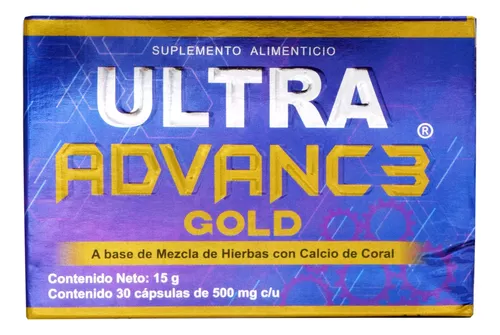 SUPLEMENTO ALIMENTICIO
ULTRA
ADVANC3 ®
GOLD
A base de Mezcla de Hierbas con Calcio de Coral
Contenido Neto: 15 g
Contenido 30 cápsulas de 500 mg c/u